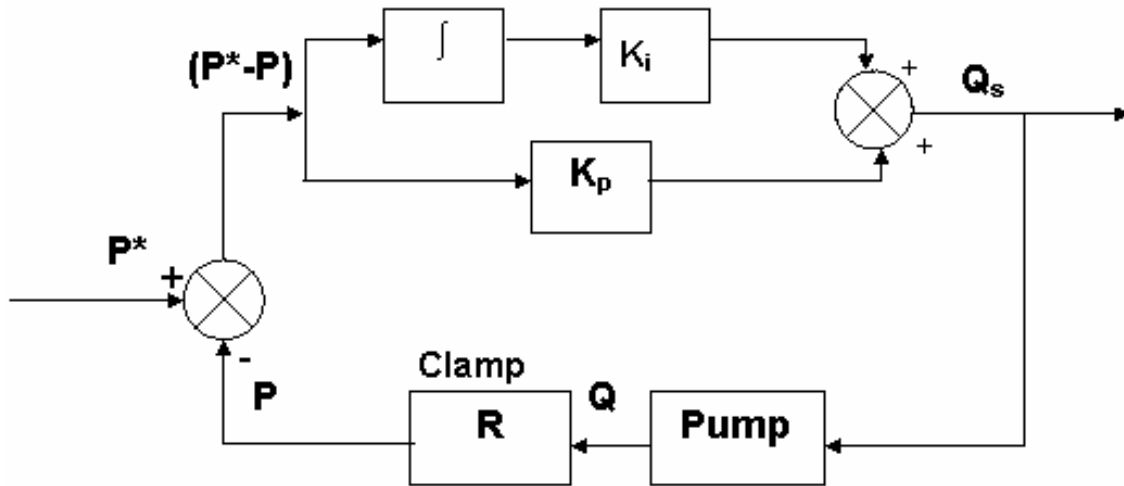 ∫
Kᵢ
(P*-P)
+
Qₛ
+
Kₚ
P*
+
-
Clamp
P
R
Q
Pump